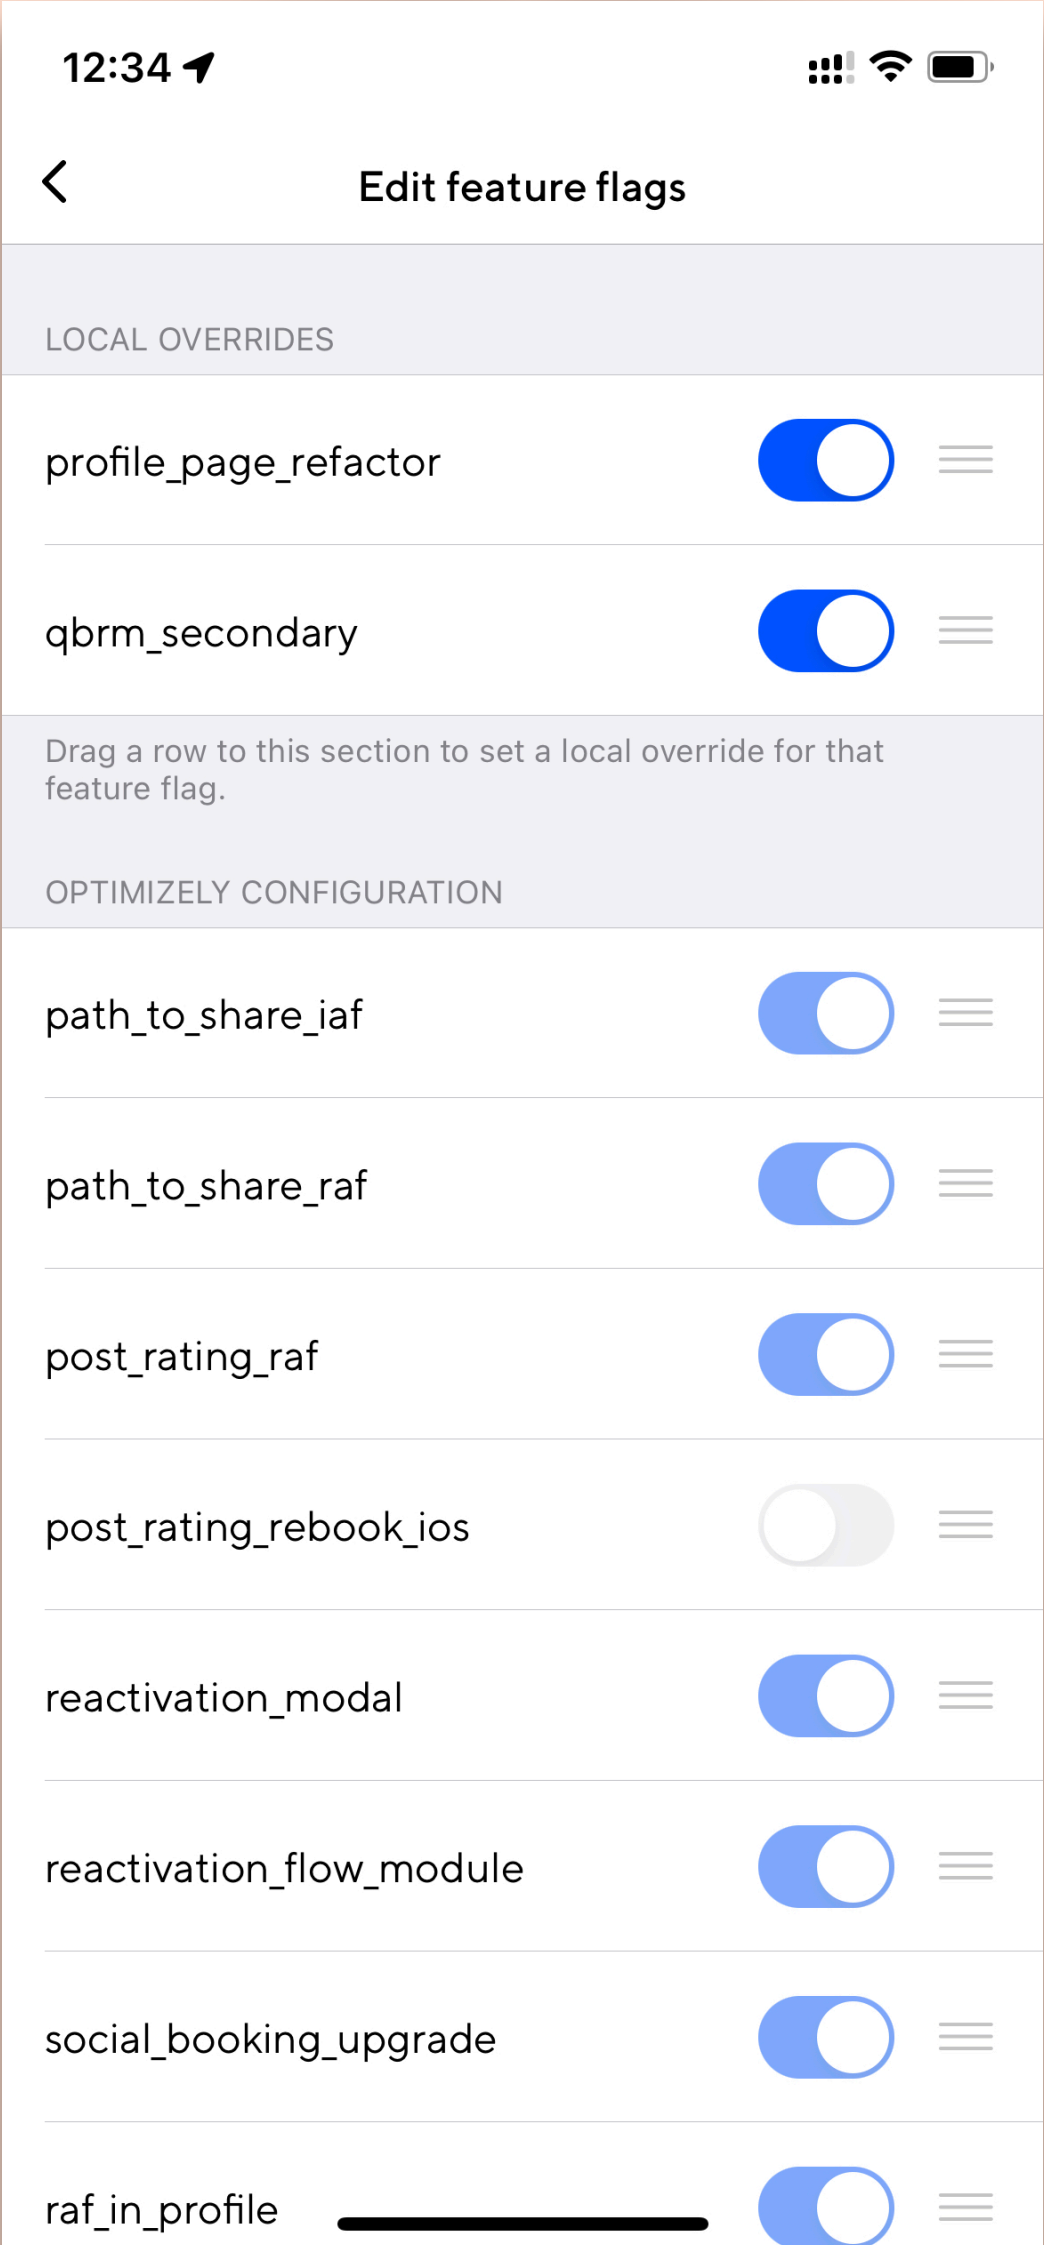 12:34
Edit feature flags
LOCAL OVERRIDES
profile_page_refactor
qbrm_secondary
Drag a row to this section to set a local override for that
feature flag.
OPTIMIZELY CONFIGURATION
path_to_share_iaf
path_to_share_raf
post_rating_raf
post_rating_rebook_ios
reactivation_modal
reactivation_flow_module
social_booking_upgrade
raf_in_profile